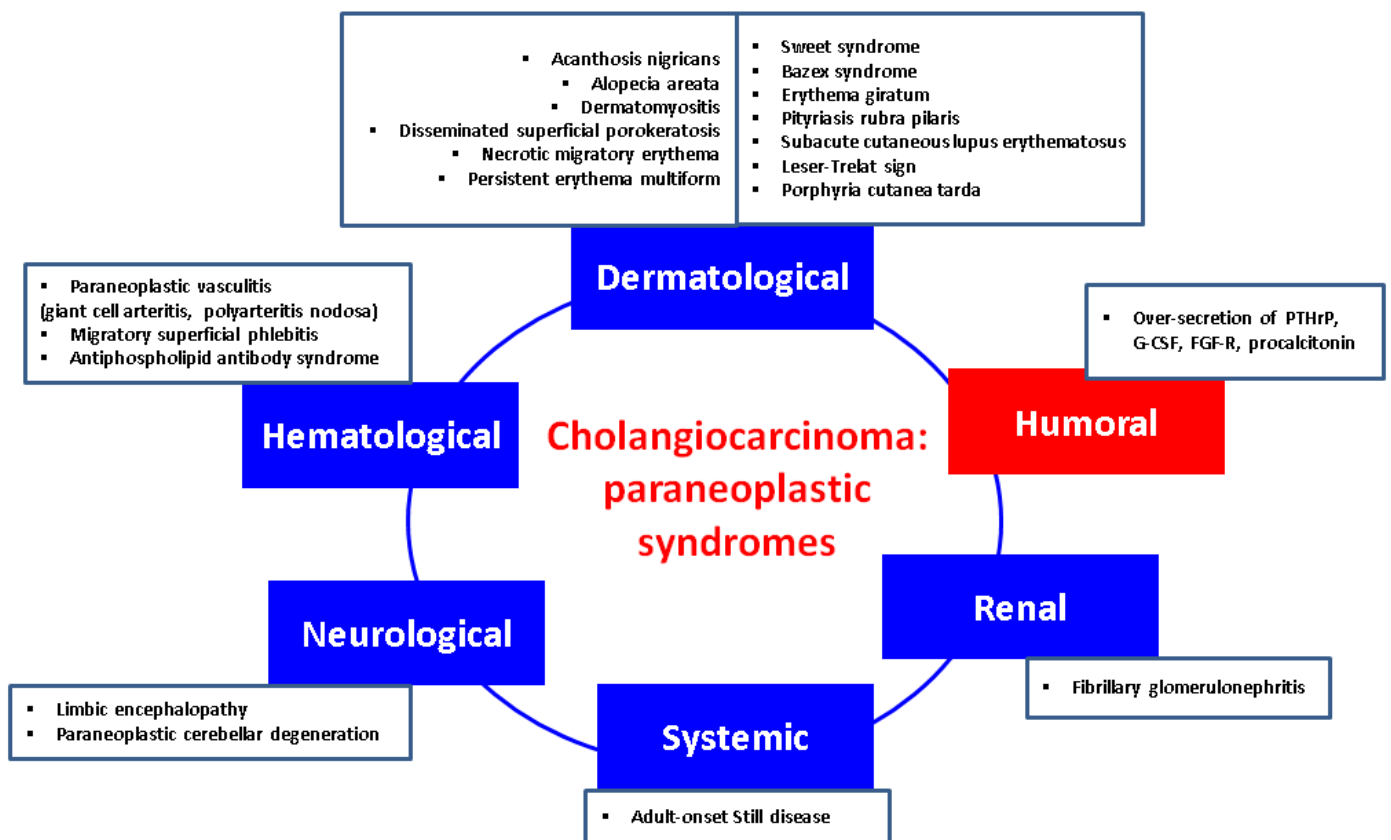 ▪ Acanthosis nigricans
▪ Alopecia areata
▪ Dermatomyositis
▪ Disseminated superficial porokeratosis
▪ Necrotic migratory erythema
▪ Persistent erythema multiform
▪ Sweet syndrome
▪ Bazex syndrome
▪ Erythema giratum
▪ Pityriasis rubra pilaris
▪ Subacute cutaneous lupus erythematosus
▪ Leser-Trelat sign
▪ Porphyria cutanea tarda
Dermatological
▪ Paraneoplastic vasculitis
(giant cell arteritis, polyarteritis nodosa)
▪ Migratory superficial phlebitis
▪ Antiphospholipid antibody syndrome
Hematological
▪ Over-secretion of PTHrP,
G-CSF, FGF-R, procalcitonin
Humoral
Cholangiocarcinoma:
paraneoplastic
syndromes
Neurological
▪ Limbic encephalopathy
▪ Paraneoplastic cerebellar degeneration
Renal
▪ Fibrillary glomerulonephritis
Systemic
▪ Adult-onset Still disease